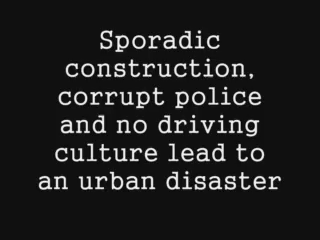 Sporadic
construction,
corrupt police
and no driving
culture lead to
an urban disaster